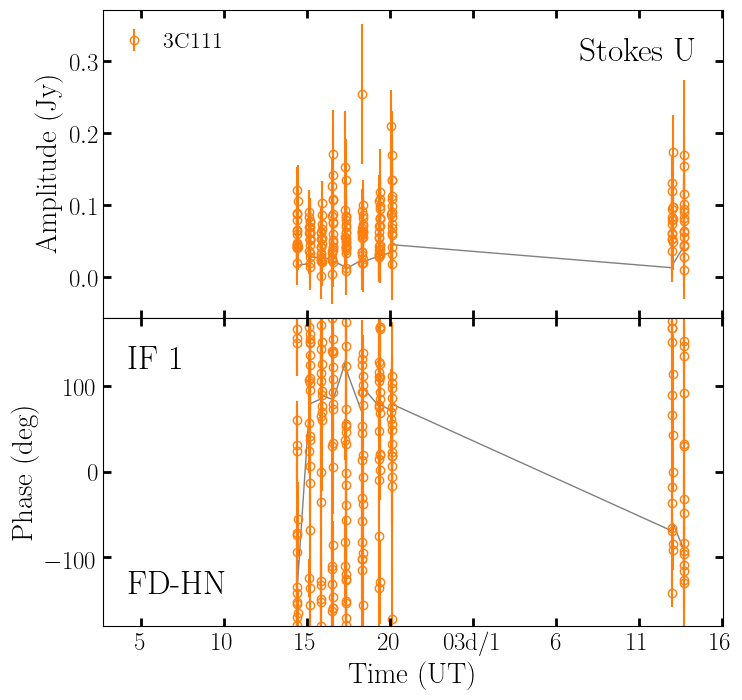 3C111
Stokes U
0.3
0.2
0.1
0.0
Amplitude (Jy)
IF 1
100
0
−100
Phase (deg)
FD-HN
5 10 15 20 03d/1 6 11 16
Time (UT)